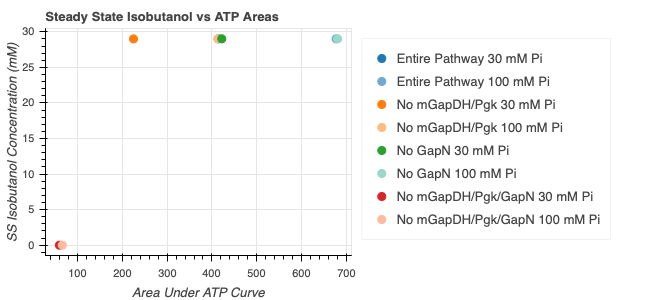 Steady State Isobutanol vs ATP Areas
SS Isobutanol Concentration (mM)
30
25
20
15
10
5
0
100 200 300 400 500 600 700
Area Under ATP Curve
Entire Pathway 30 mM Pi
Entire Pathway 100 mM Pi
No mGapDH/Pgk 30 mM Pi
No mGapDH/Pgk 100 mM Pi
No GapN 30 mM Pi
No GapN 100 mM Pi
No mGapDH/Pgk/GapN 30 mM Pi
No mGapDH/Pgk/GapN 100 mM Pi